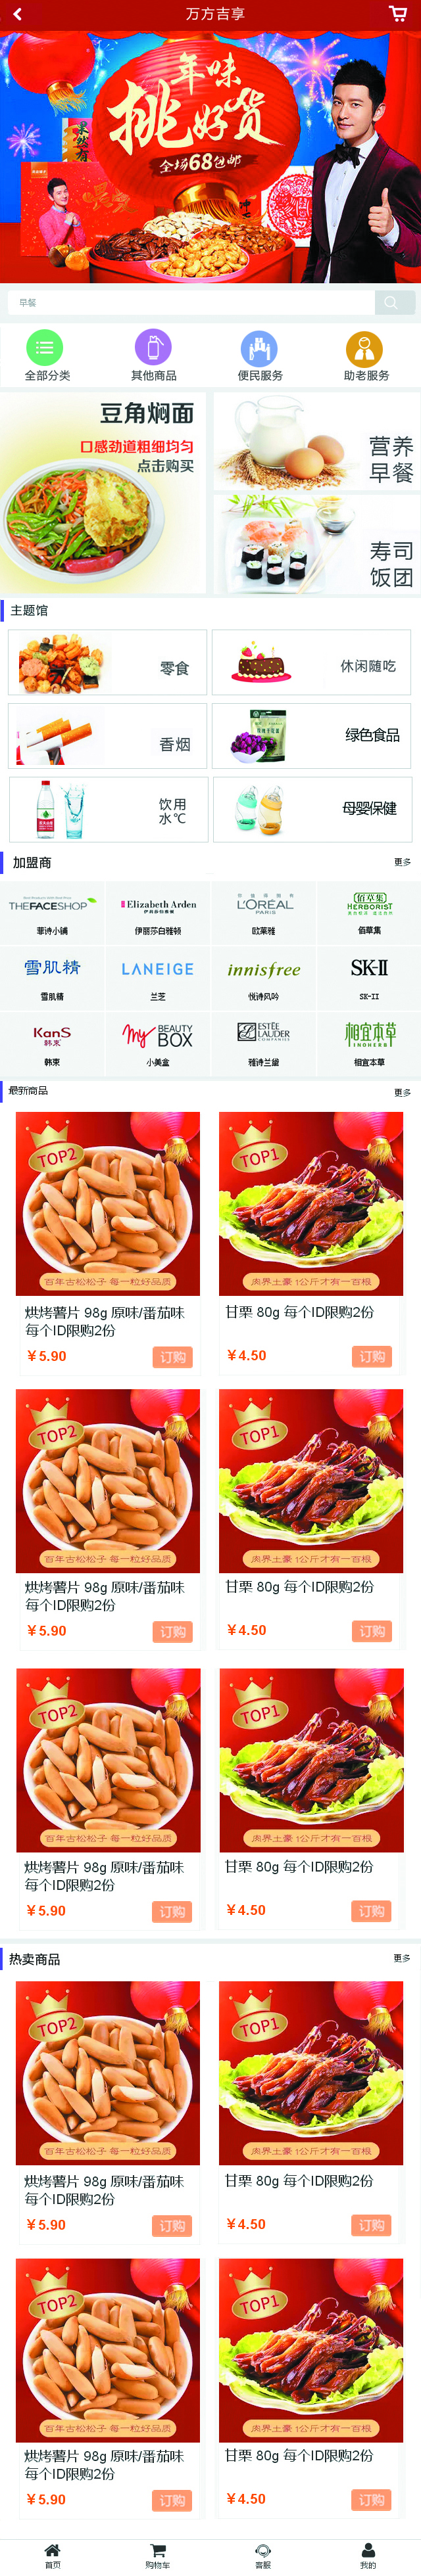 万方吉享
年味
挑好货
全场68包邮
早餐
全部分类
其他商品
便民服务
助老服务
豆角焖面
口感劲道粗细均匀
点击购买
营养
早餐
寿司
饭团
主题馆
零食
休闲随吃
香烟
绿色食品
饮用
水℃
母婴保健
加盟商
更多
THEFACESHOP
菲诗小铺
Elizabeth Arden
伊丽莎白雅顿
L'ORÉAL
PARIS
欧莱雅
佰草集
HERBORIST
佰草集
雪肌精
雪肌精
LANEIGE
兰芝
innisfree
悦诗风吟
SK-II
SK-II
KanS
韩束
韩束
my BEAUTY BOX
小美盒
ESTĒE
LAUDER
COMPANIES
雅诗兰黛
相宜本草
INOHERB
相宜本草
最新商品
更多
TOP2
百年古松松子 每一粒好品质
烘烤薯片 98g 原味/番茄味
每个ID限购2份
￥5.90
订购
TOP1
肉界土豪 1公斤才有一百根
甘栗 80g 每个ID限购2份
￥4.50
订购
TOP2
百年古松松子 每一粒好品质
烘烤薯片 98g 原味/番茄味
每个ID限购2份
￥5.90
订购
TOP1
肉界土豪 1公斤才有一百根
甘栗 80g 每个ID限购2份
￥4.50
订购
TOP2
百年古松松子 每一粒好品质
烘烤薯片 98g 原味/番茄味
每个ID限购2份
￥5.90
订购
TOP1
肉界土豪 1公斤才有一百根
甘栗 80g 每个ID限购2份
￥4.50
订购
热卖商品
更多
TOP2
百年古松松子 每一粒好品质
烘烤薯片 98g 原味/番茄味
每个ID限购2份
￥5.90
订购
TOP1
肉界土豪 1公斤才有一百根
甘栗 80g 每个ID限购2份
￥4.50
订购
TOP2
百年古松松子 每一粒好品质
烘烤薯片 98g 原味/番茄味
每个ID限购2份
￥5.90
订购
TOP1
肉界土豪 1公斤才有一百根
甘栗 80g 每个ID限购2份
￥4.50
订购
首页
购物车
客服
我的